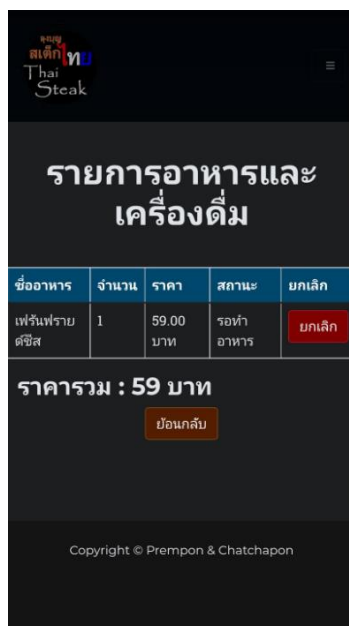 สเต็กไทย
Thai
Steak
รายการอาหารและ
เครื่องดื่ม
ชื่ออาหาร จำนวน ราคา สถานะ ยกเลิก
เฟรันฟราย 1 59.00 รอทำ ยกเลิก
ด์ชีส บาท อาหาร
ราคารวม : 59 บาท
ย้อนกลับ
Copyright © Prempon & Chatchapon